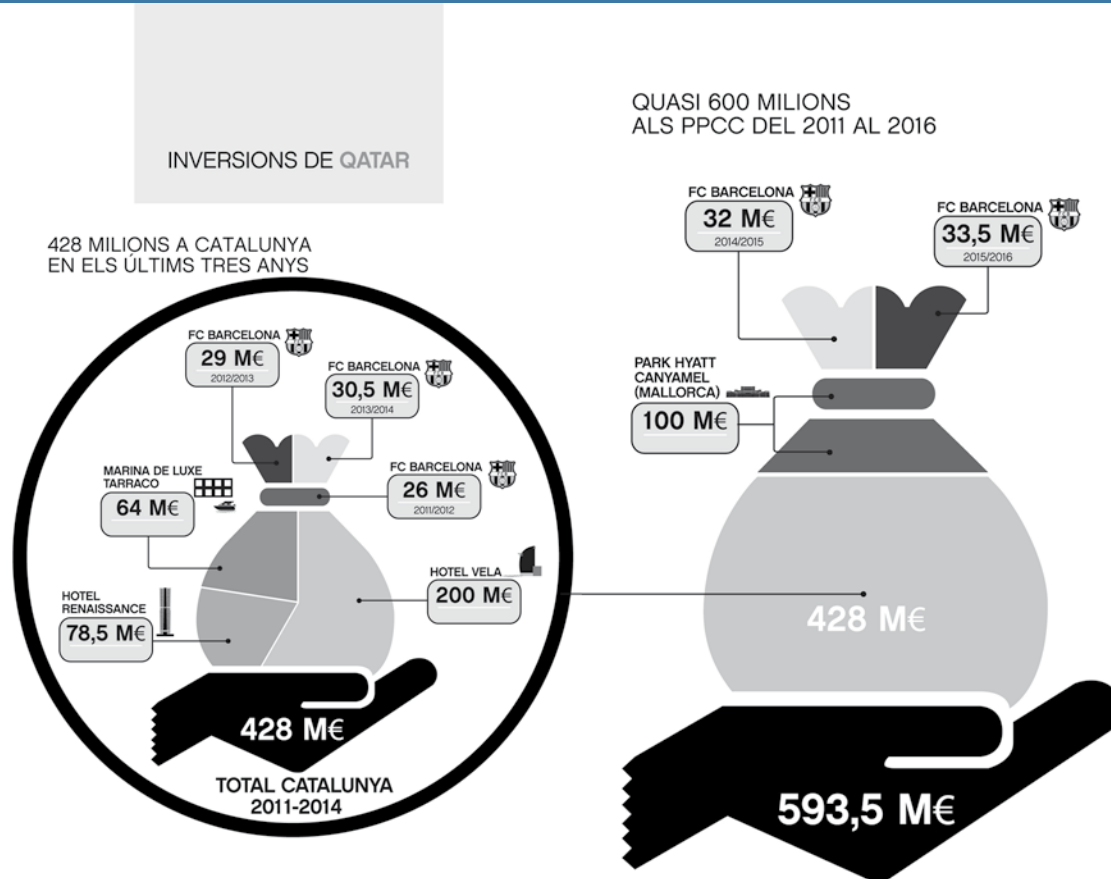 INVERSIONS DE QATAR
428 MILIONS A CATALUNYA
EN ELS ÚLTIMS TRES ANYS
FC BARCELONA
29 M€
2012/2013
FC BARCELONA
30,5 M€
2013/2014
MARINA DE LUXE
TARRACO
64 M€
FC BARCELONA
26 M€
2011/2012
HOTEL VELA
200 M€
HOTEL
RENAISSANCE
78,5 M€
428 M€
TOTAL CATALUNYA
2011-2014
QUASI 600 MILIONS
ALS PPCC DEL 2011 AL 2016
FC BARCELONA
32 M€
2014/2015
FC BARCELONA
33,5 M€
2015/2016
PARK HYATT
CANYAMEL
(MALLORCA)
100 M€
428 M€
593,5 M€